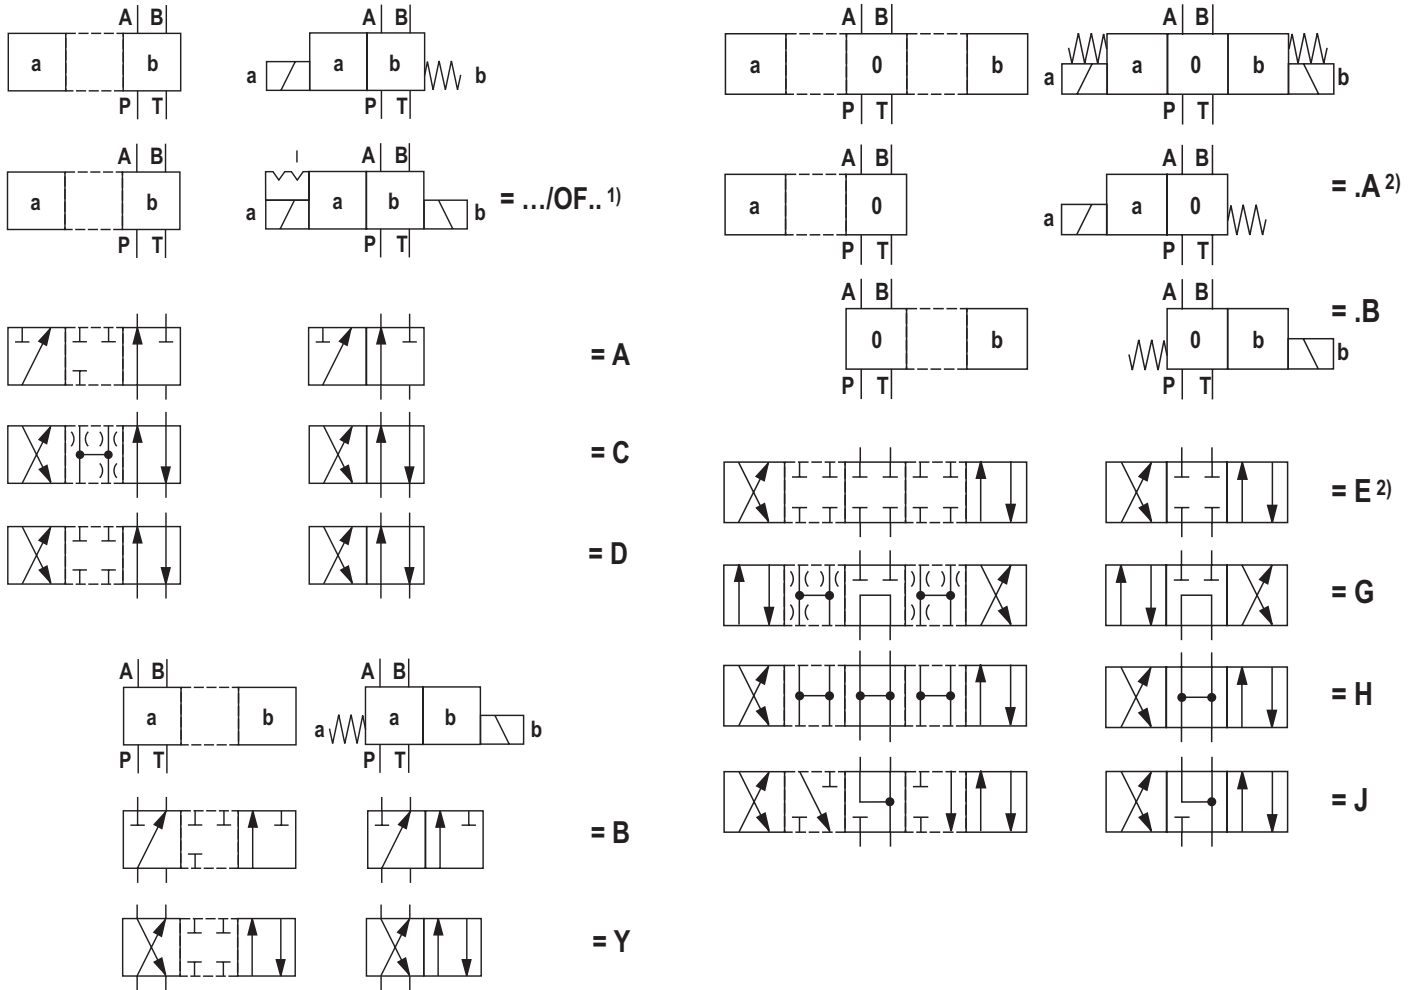 A B
a b
P T
A B
a a b b
P T
A B
a b
P T
A B
a a b b
P T
= .../OF.. 1)
= A
= C
= D
A B
a b
P T
A B
a a b b
P T
= B
= Y
A B
a 0 b
P T
A B
a a 0 b b
P T
A B
a 0
P T
A B
a a 0
P T
= .A 2)
A B
0 b
P T
A B
0 b b
P T
= .B
= E 2)
= G
= H
= J